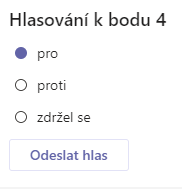 Hlasování k bodu 4
pro
proti
zdržel se
Odeslat hlas